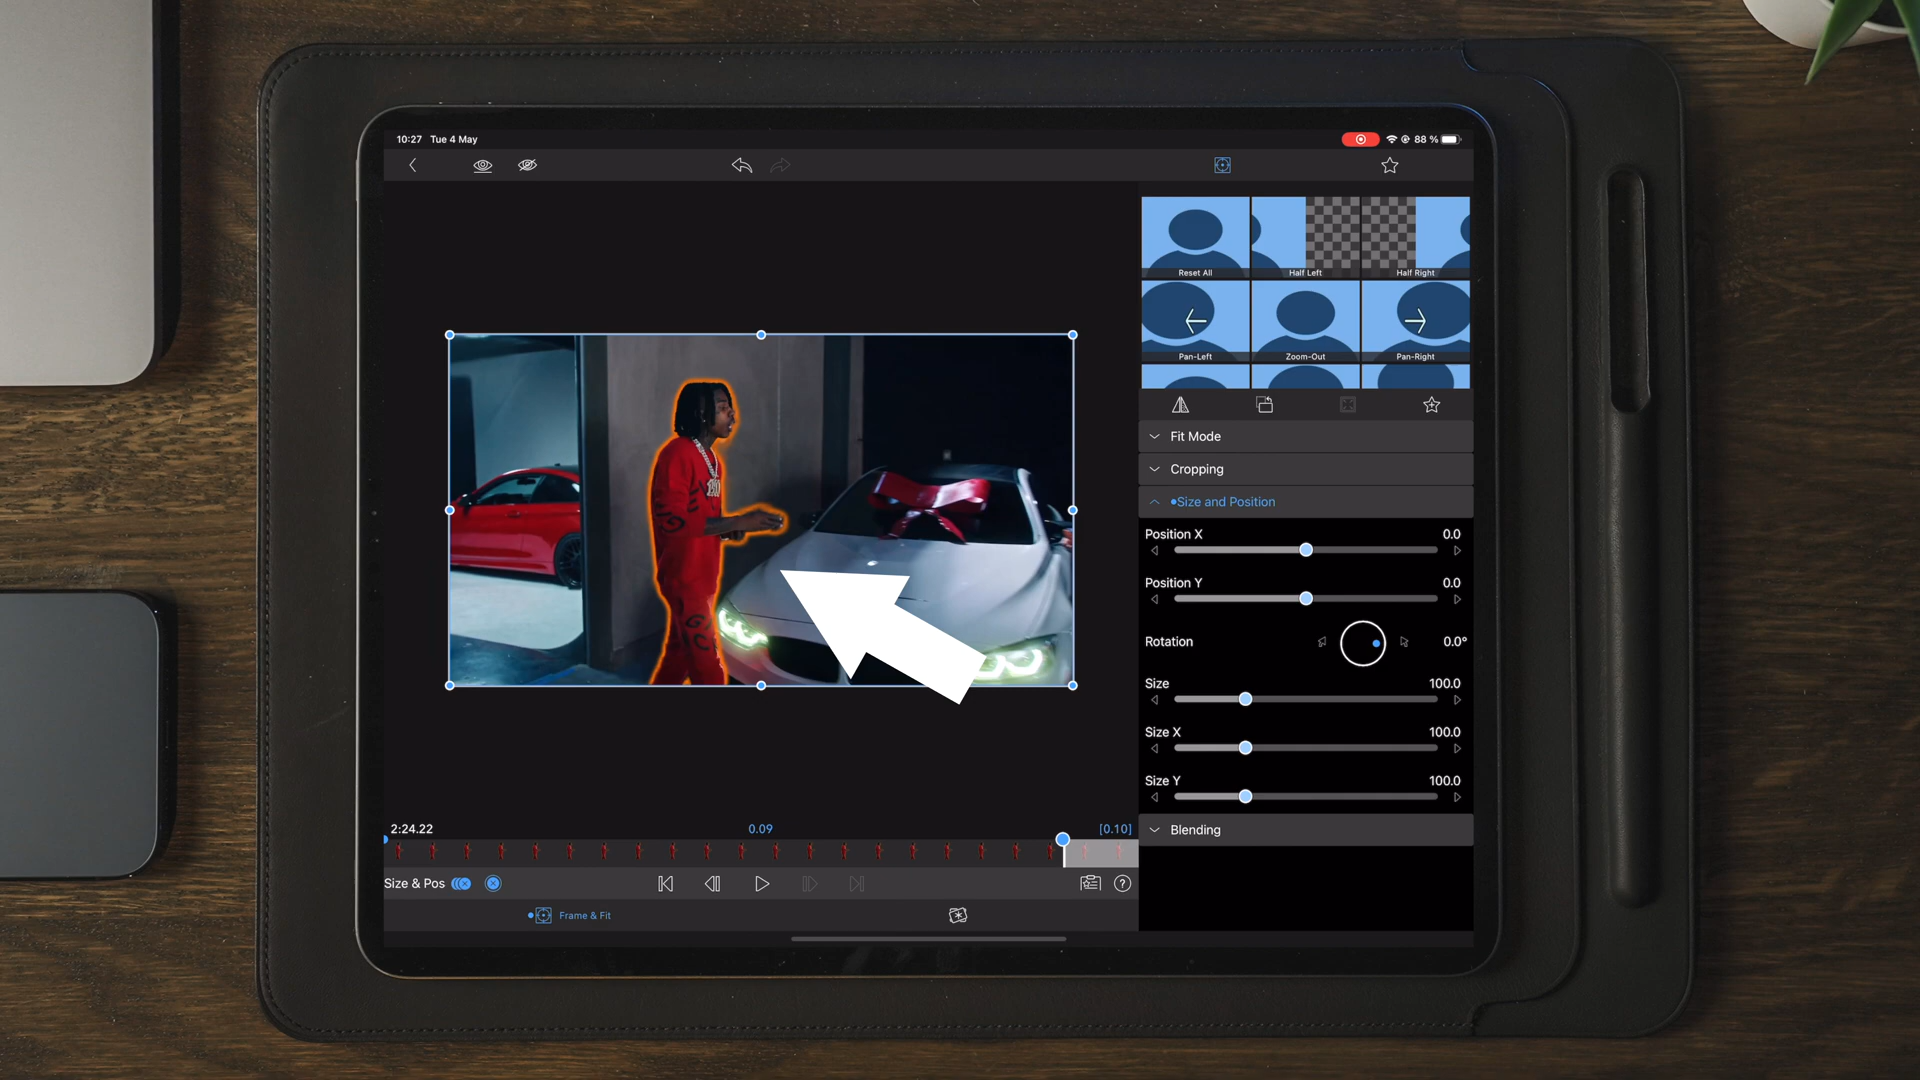 10:27 Tue 4 May
88 %
Reset All
Half Left
Half Right
Pan-Left
Zoom-Out
Pan-Right
Fit Mode
Cropping
Size and Position
Position X 0.0
Position Y 0.0
Rotation 0.0°
Size 100.0
Size X 100.0
Size Y 100.0
Blending
2:24.22 0.09 [0.10]
Size & Pos
Frame & Fit